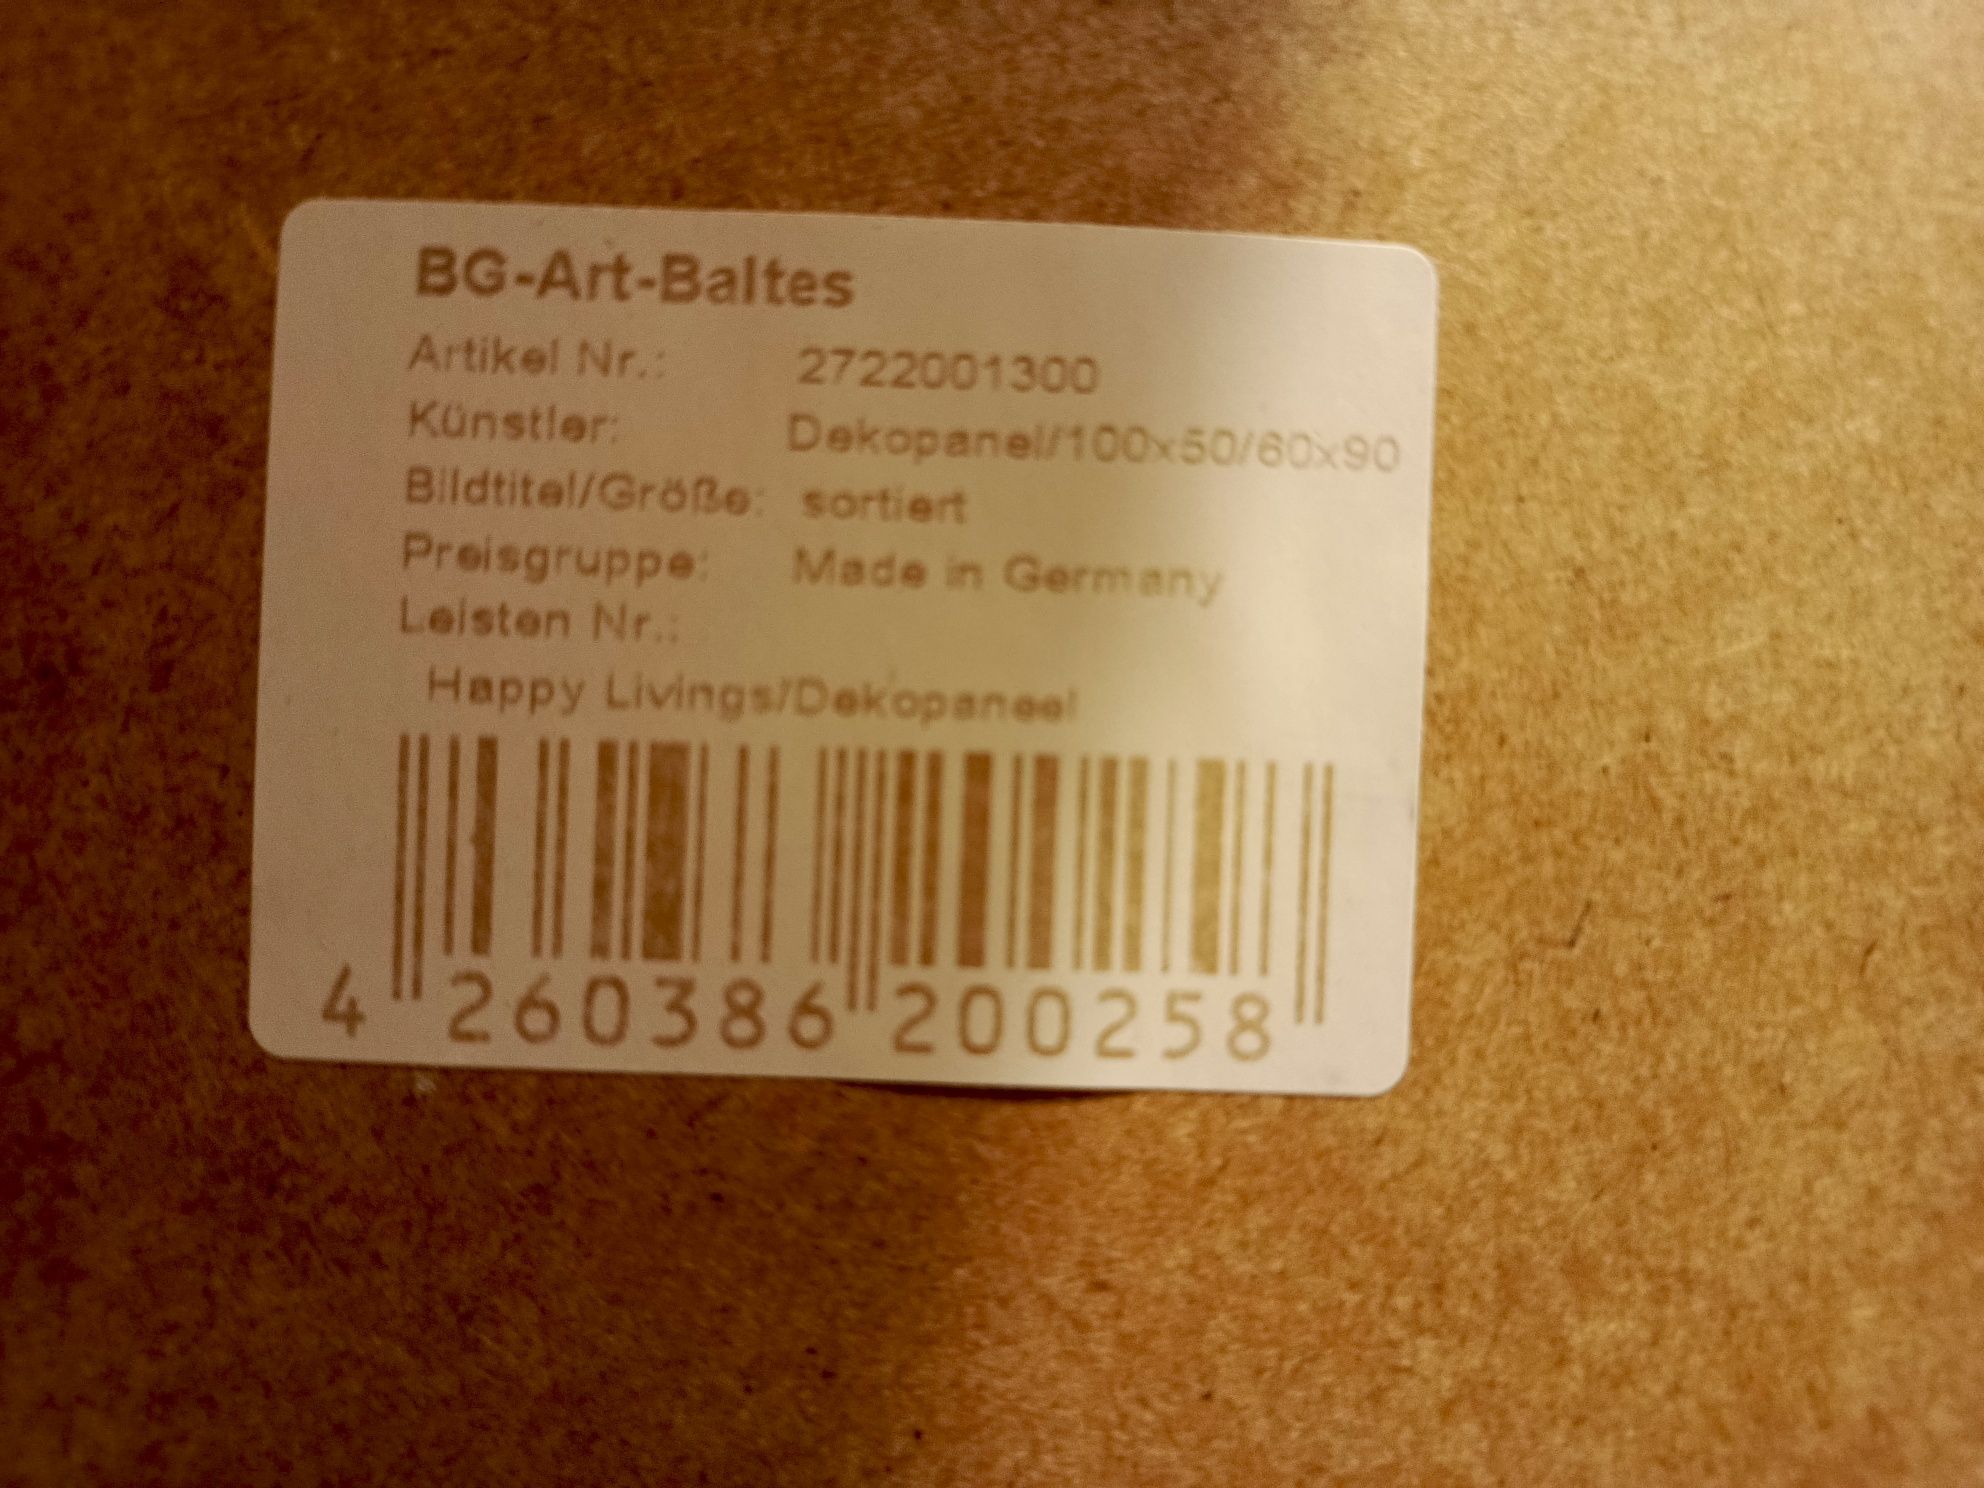 BG-Art-Baltes
Artikel Nr.: 2722001300
Künstler: Dekopanel/100x50/60x90
Bildtitel/Größe: sortiert
Preisgruppe: Made in Germany
Leisten Nr.:
Happy Livings/Dekopaneel
4 260386 200258